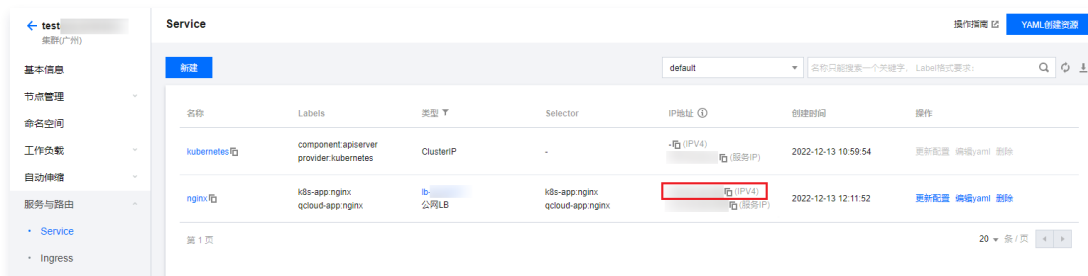 test
集群(广州)
基本信息
节点管理
命名空间
工作负载
自动伸缩
服务与路由
Service
Ingress
Service
操作指南
YAML创建资源
新建
default
名称只能搜索一个关键字， Label格式要求：
名称 Labels 类型 Selector IP地址 创建时间 操作
kubernetes
component:apiserver
provider:kubernetes
ClusterIP
-
- (IPV4)
(服务IP)
2022-12-13 10:59:54
更新配置 编辑yaml 删除
nginx
k8s-app:nginx
qcloud-app:nginx
lb-
公网LB
k8s-app:nginx
qcloud-app:nginx
(IPV4)
(服务IP)
2022-12-13 12:11:52
更新配置 编辑yaml 删除
第 1 页
20 条 / 页